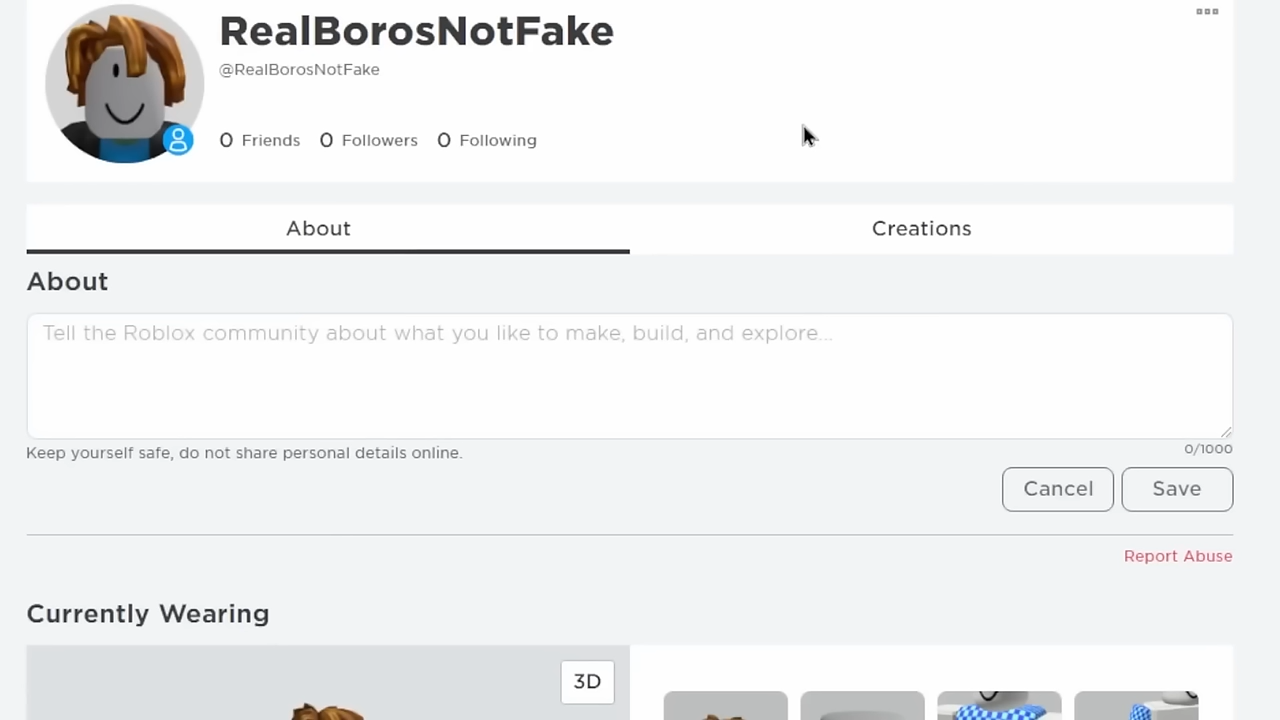 RealBorosNotFake
@RealBorosNotFake
0 Friends 0 Followers 0 Following
About Creations
About
Tell the Roblox community about what you like to make, build, and explore...
Keep yourself safe, do not share personal details online. 0/1000
Cancel Save
Report Abuse
Currently Wearing
3D